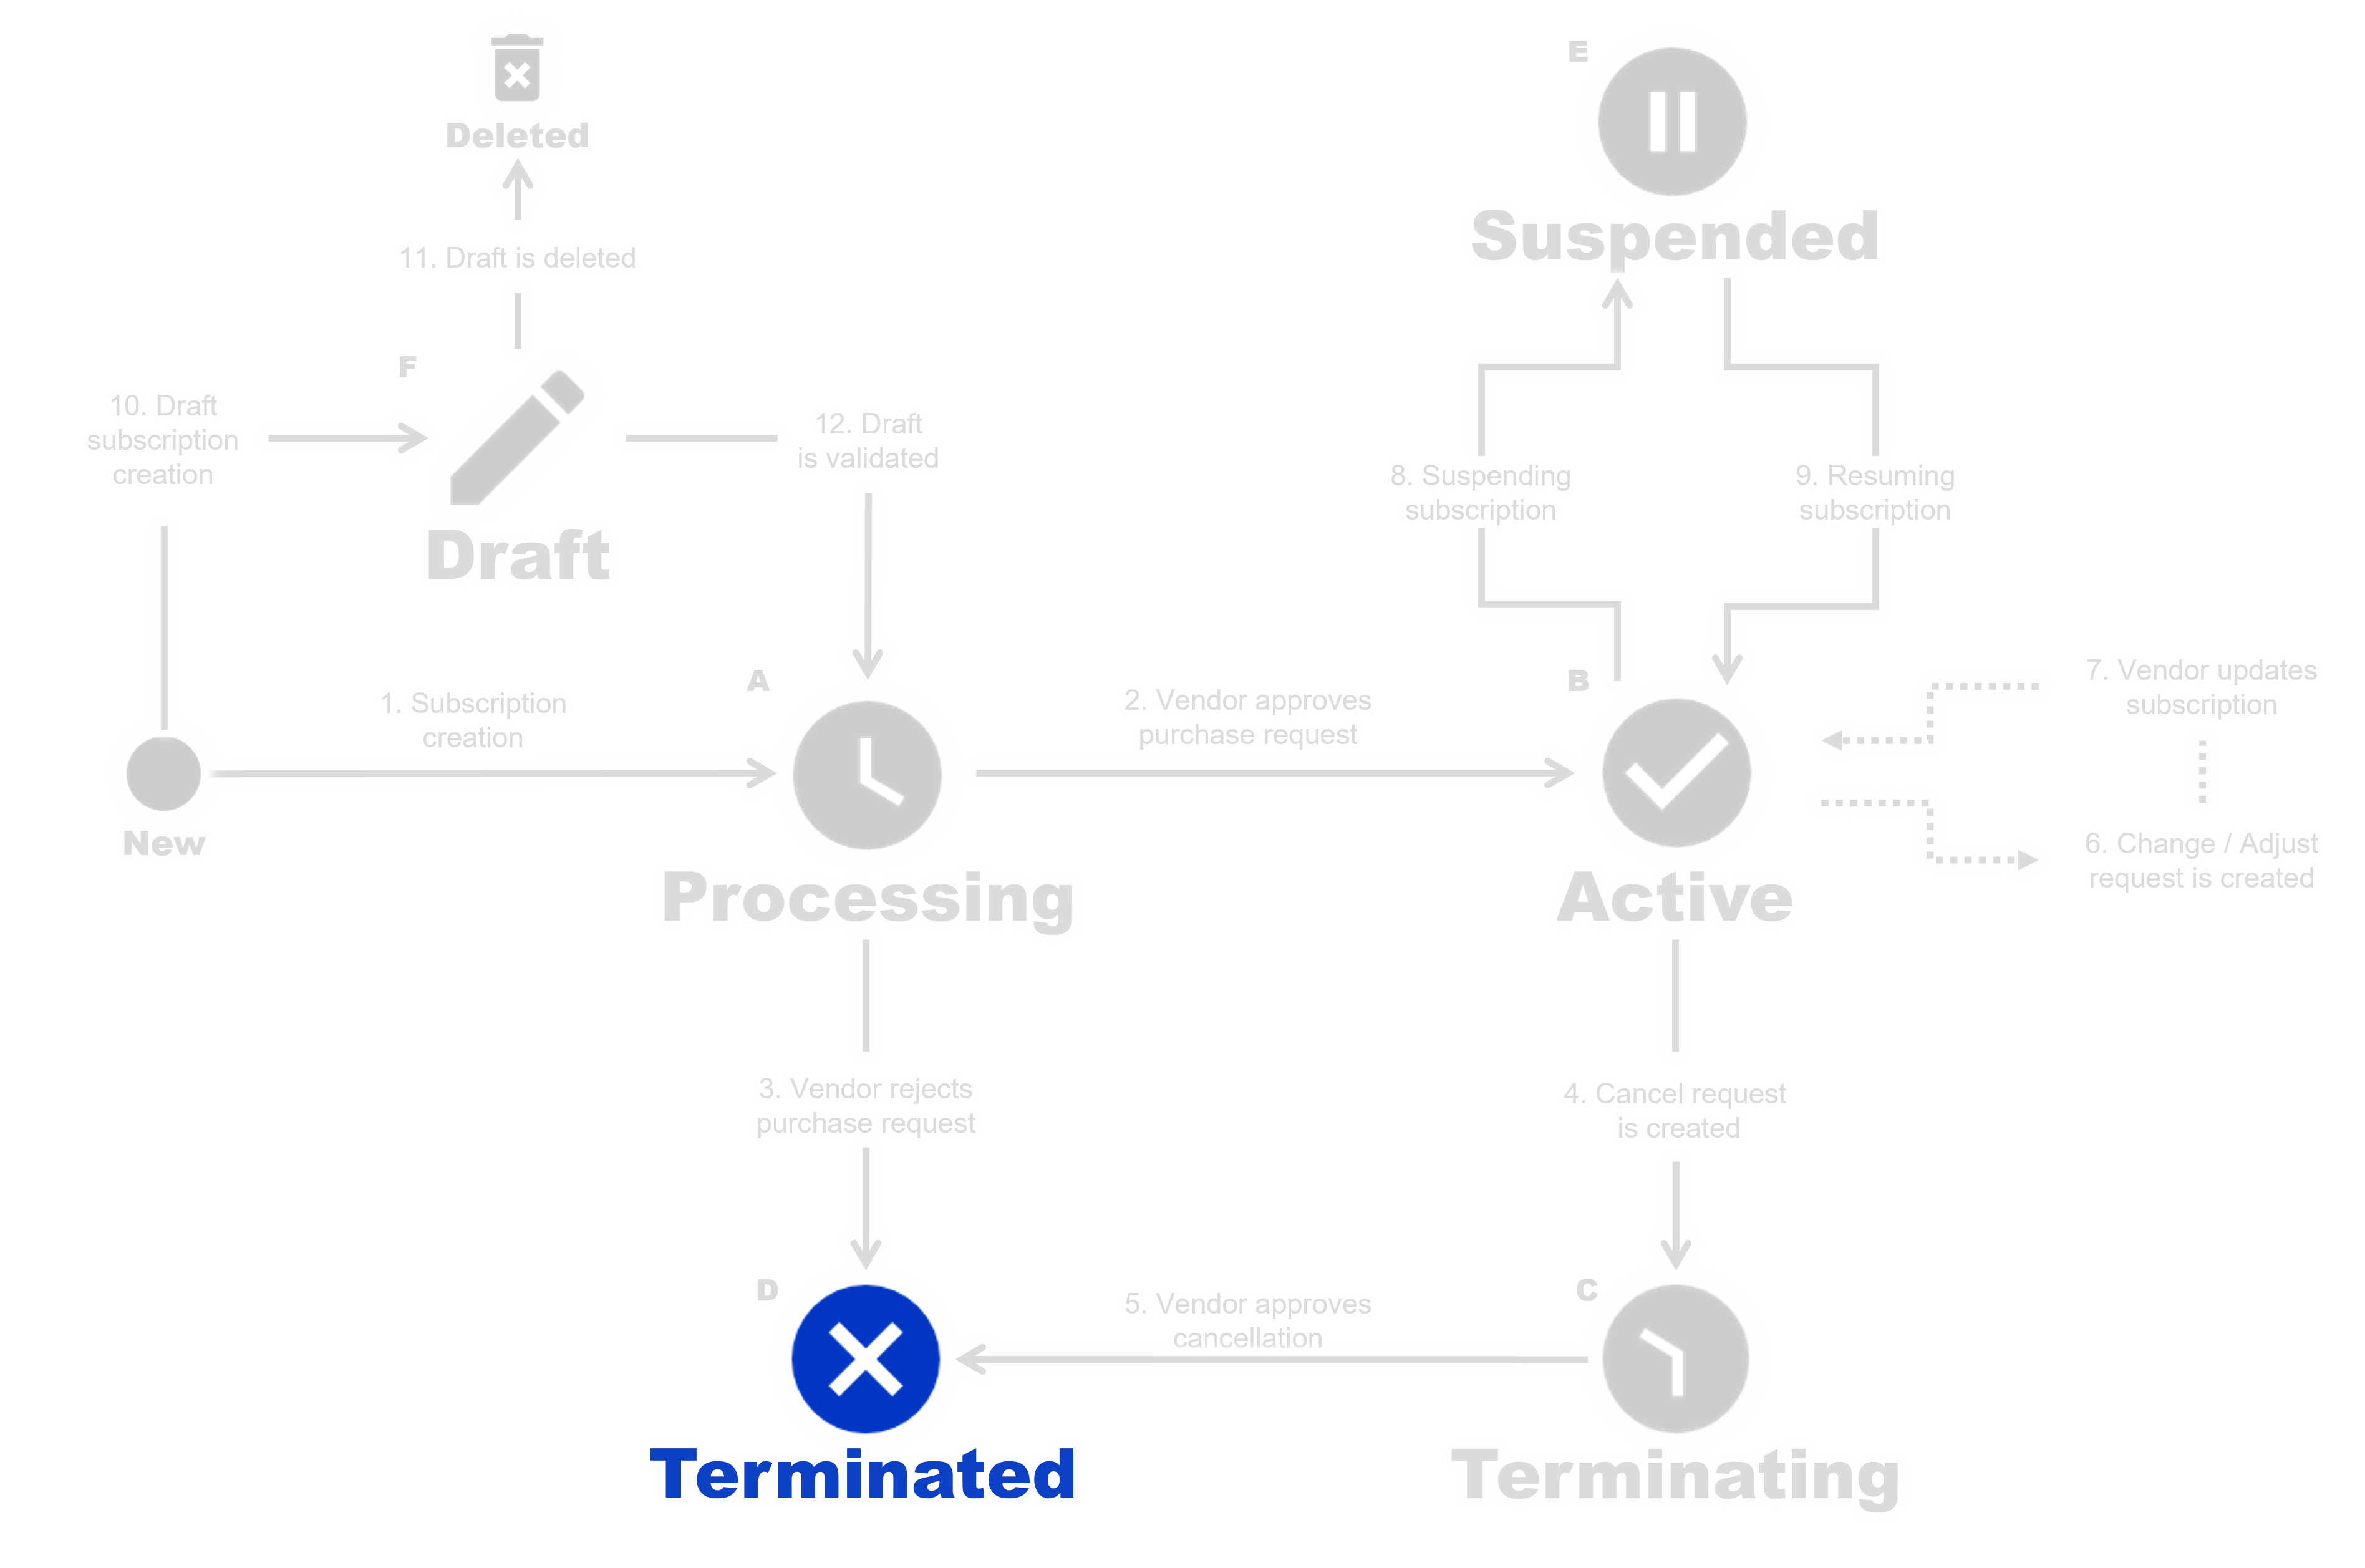 E
Deleted
Suspended
11. Draft is deleted
F
10. Draft
subscription
creation
12. Draft
is validated
8. Suspending
subscription
9. Resuming
subscription
Draft
A
B
1. Subscription
creation
2. Vendor approves
purchase request
7. Vendor updates
subscription
New
6. Change / Adjust
request is created
Processing
Active
3. Vendor rejects
purchase request
4. Cancel request
is created
D
C
5. Vendor approves
cancellation
Terminated
Terminating